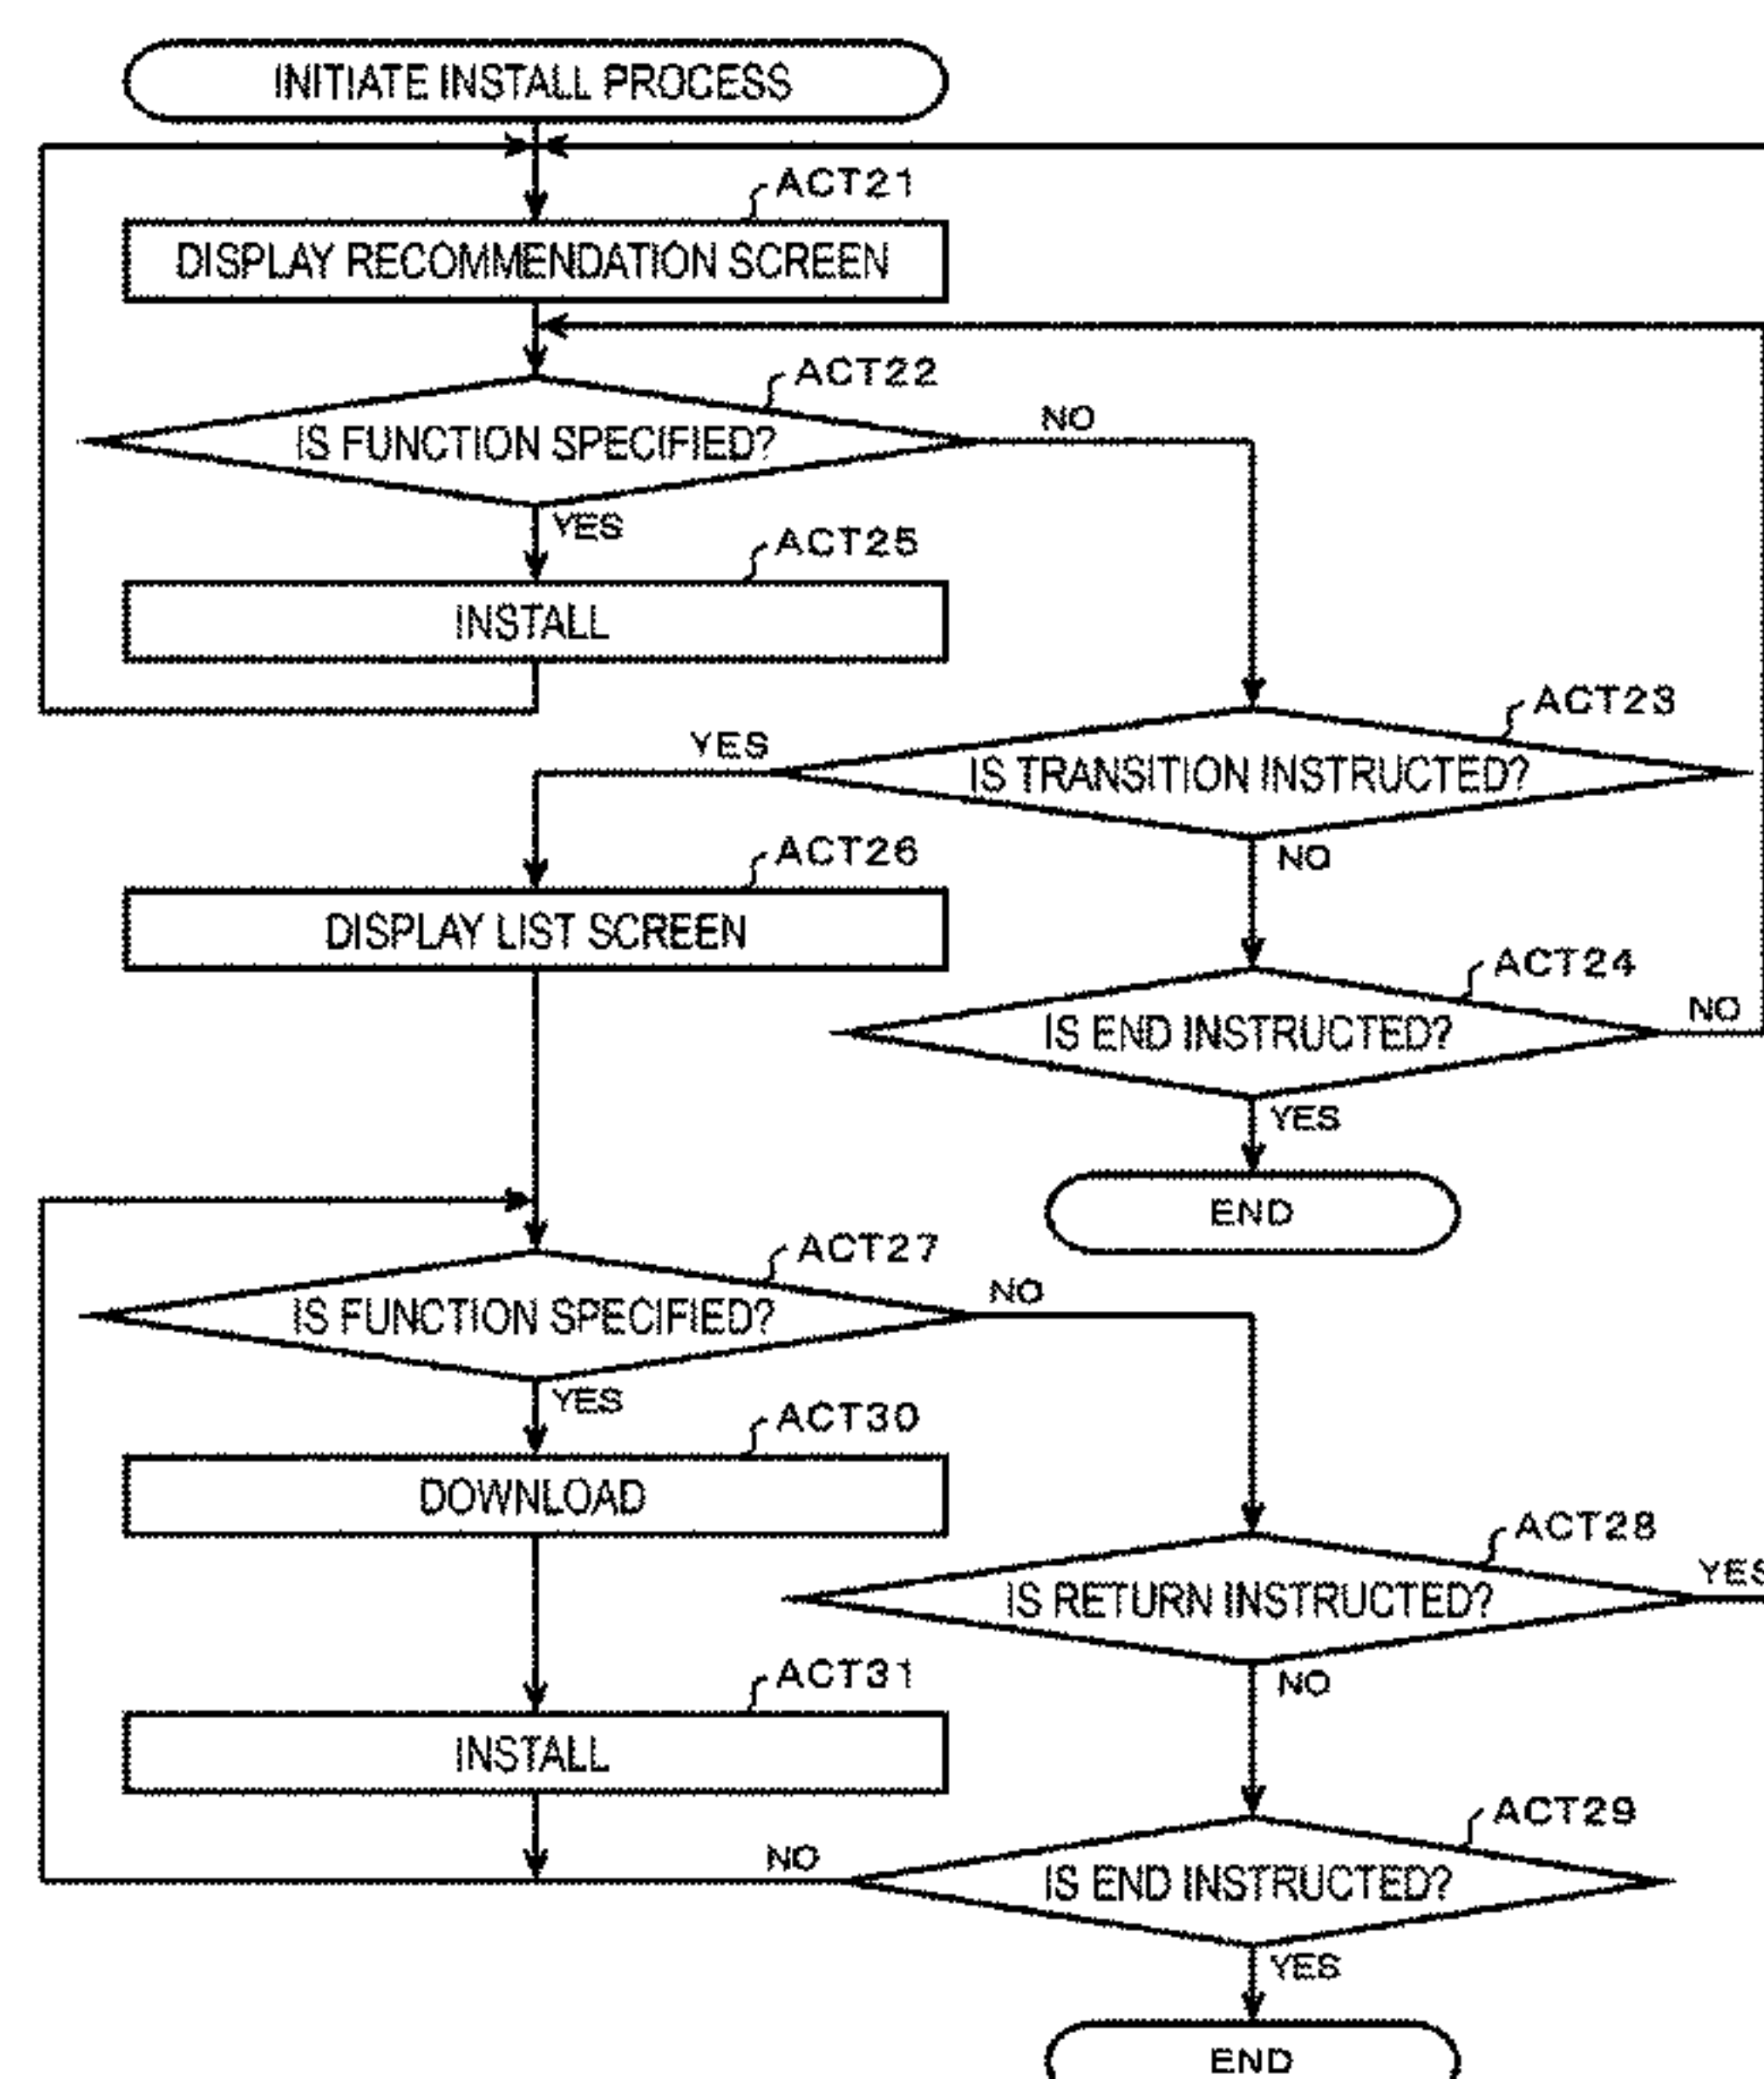 INITIATE INSTALL PROCESS
ACT21
DISPLAY RECOMMENDATION SCREEN
ACT22
IS FUNCTION SPECIFIED?
NO
YES
ACT25
INSTALL
ACT23
YES
IS TRANSITION INSTRUCTED?
NO
ACT26
DISPLAY LIST SCREEN
ACT24
IS END INSTRUCTED?
NO
YES
END
ACT27
IS FUNCTION SPECIFIED?
NO
YES
ACT30
DOWNLOAD
ACT28
IS RETURN INSTRUCTED?
YES
NO
ACT31
INSTALL
ACT29
NO
IS END INSTRUCTED?
YES
END